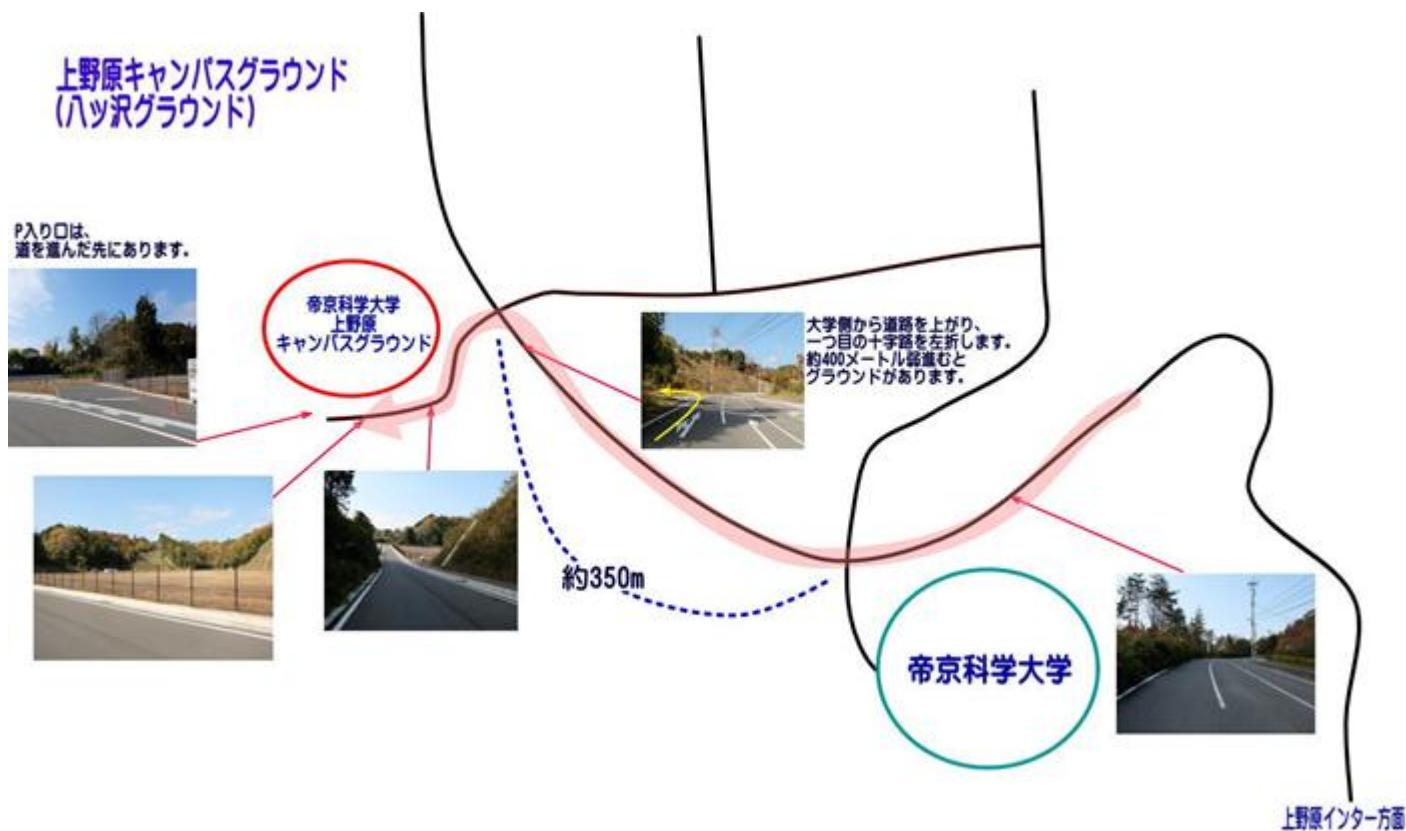 上野原キャンパスグラウンド
(八ッ沢グラウンド)
P入り口は、
道を進んだ先にあります。
帝京科学大学
上野原
キャンパスグラウンド
大学側から道路を上がり、
一つ目の十字路を左折します。
約400メートル弱進むと
グラウンドがあります。
約350m
帝京科学大学
上野原インター方面